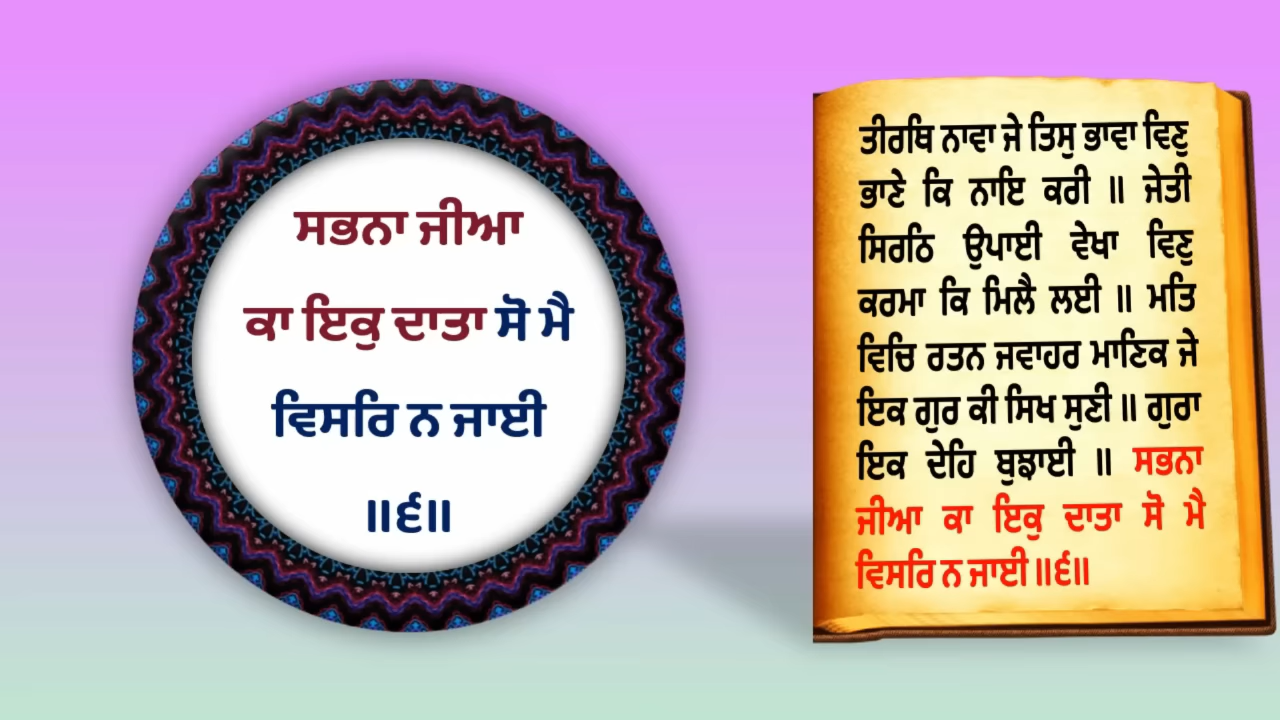 ਸਭਨਾ ਜੀਆ
ਕਾ ਇਕੁ ਦਾਤਾ ਸੋ ਮੈ
ਵਿਸਰਿ ਨ ਜਾਈ
॥੬॥
ਤੀਰਥਿ ਨਾਵਾ ਜੇ ਤਿਸੁ ਭਾਵਾ ਵਿਣੁ
ਭਾਣੇ ਕਿ ਨਾਇ ਕਰੀ ॥ ਜੇਤੀ
ਸਿਰਠਿ ਉਪਾਈ ਵੇਖਾ ਵਿਣੁ
ਕਰਮਾ ਕਿ ਮਿਲੈ ਲਈ ॥ ਮਤਿ
ਵਿਚਿ ਰਤਨ ਜਵਾਹਰ ਮਾਣਿਕ ਜੇ
ਇਕ ਗੁਰ ਕੀ ਸਿਖ ਸੁਣੀ ॥ ਗੁਰਾ
ਇਕ ਦੇਹਿ ਬੁਝਾਈ ॥ ਸਭਨਾ
ਜੀਆ ਕਾ ਇਕੁ ਦਾਤਾ ਸੋ ਮੈ
ਵਿਸਰਿ ਨ ਜਾਈ ॥੬॥